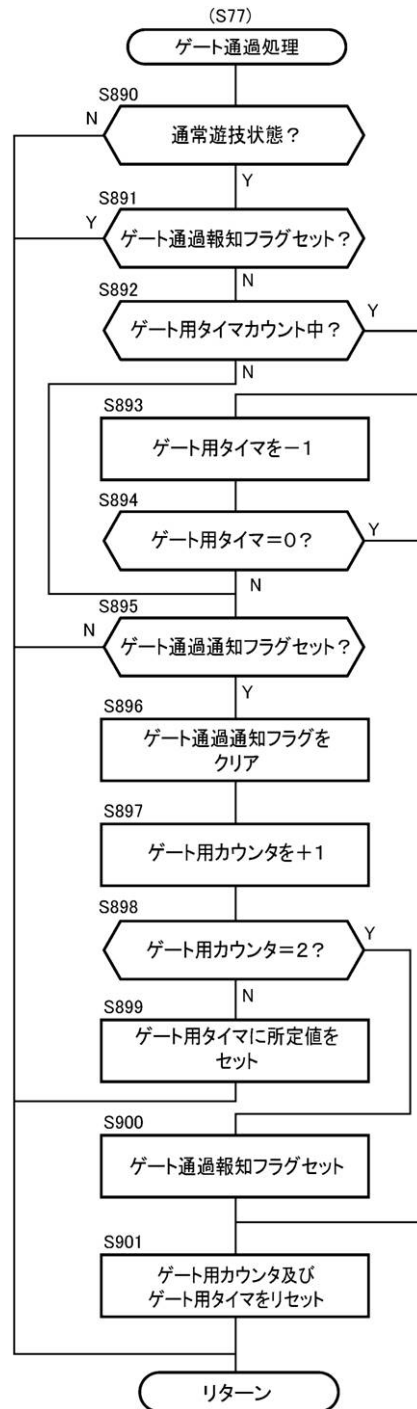 (S77)
ゲート通過処理
S890
N
通常遊技状態？
Y
S891
Y
ゲート通過報知フラグセット？
N
S892
ゲート用タイマカウント中？
Y
N
S893
ゲート用タイマを－1
S894
ゲート用タイマ＝0？
Y
N
S895
N
ゲート通過通知フラグセット？
Y
S896
ゲート通過通知フラグを
クリア
S897
ゲート用カウンタを＋1
S898
ゲート用カウンタ＝2？
Y
N
S899
ゲート用タイマに所定値を
セット
S900
ゲート通過報知フラグセット
S901
ゲート用カウンタ及び
ゲート用タイマをリセット
リターン